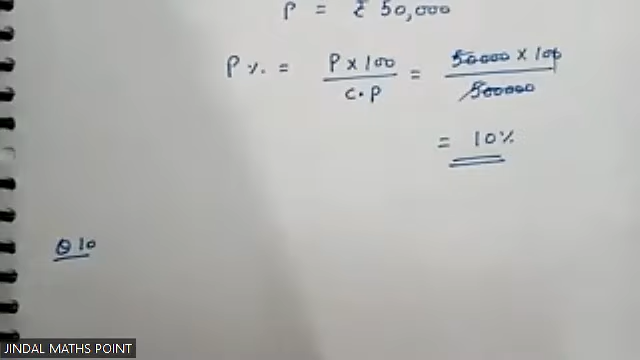 P = ₹ 50,000
P %. = P x 100 / C.P = 50000 x 100 / 500000
= 10%
Q10
JINDAL MATHS POINT